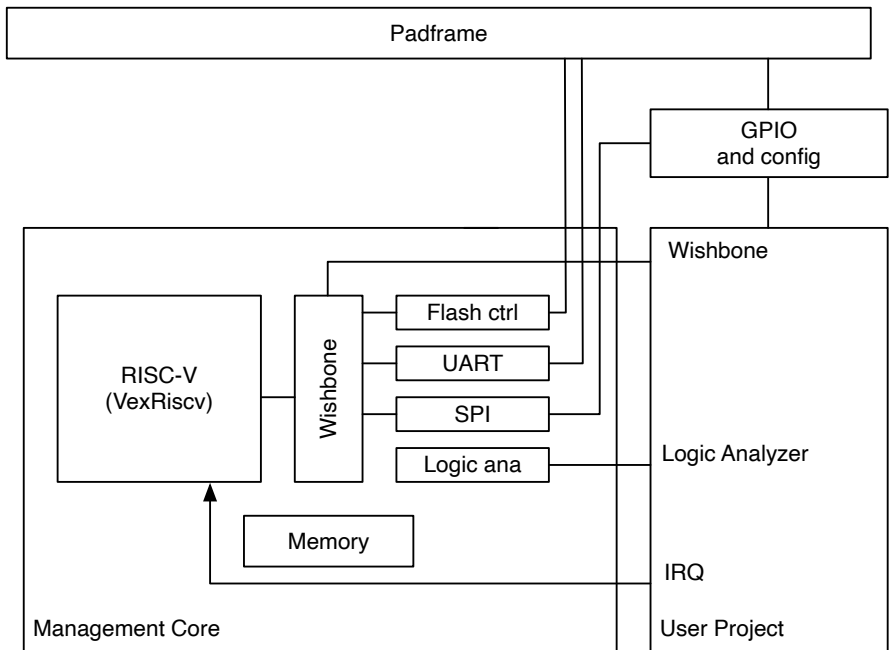 Padframe
GPIO
and config
Wishbone
Flash ctrl
UART
RISC-V
(VexRiscv)
Wishbone
SPI
Logic ana
Logic Analyzer
Memory
IRQ
Management Core
User Project